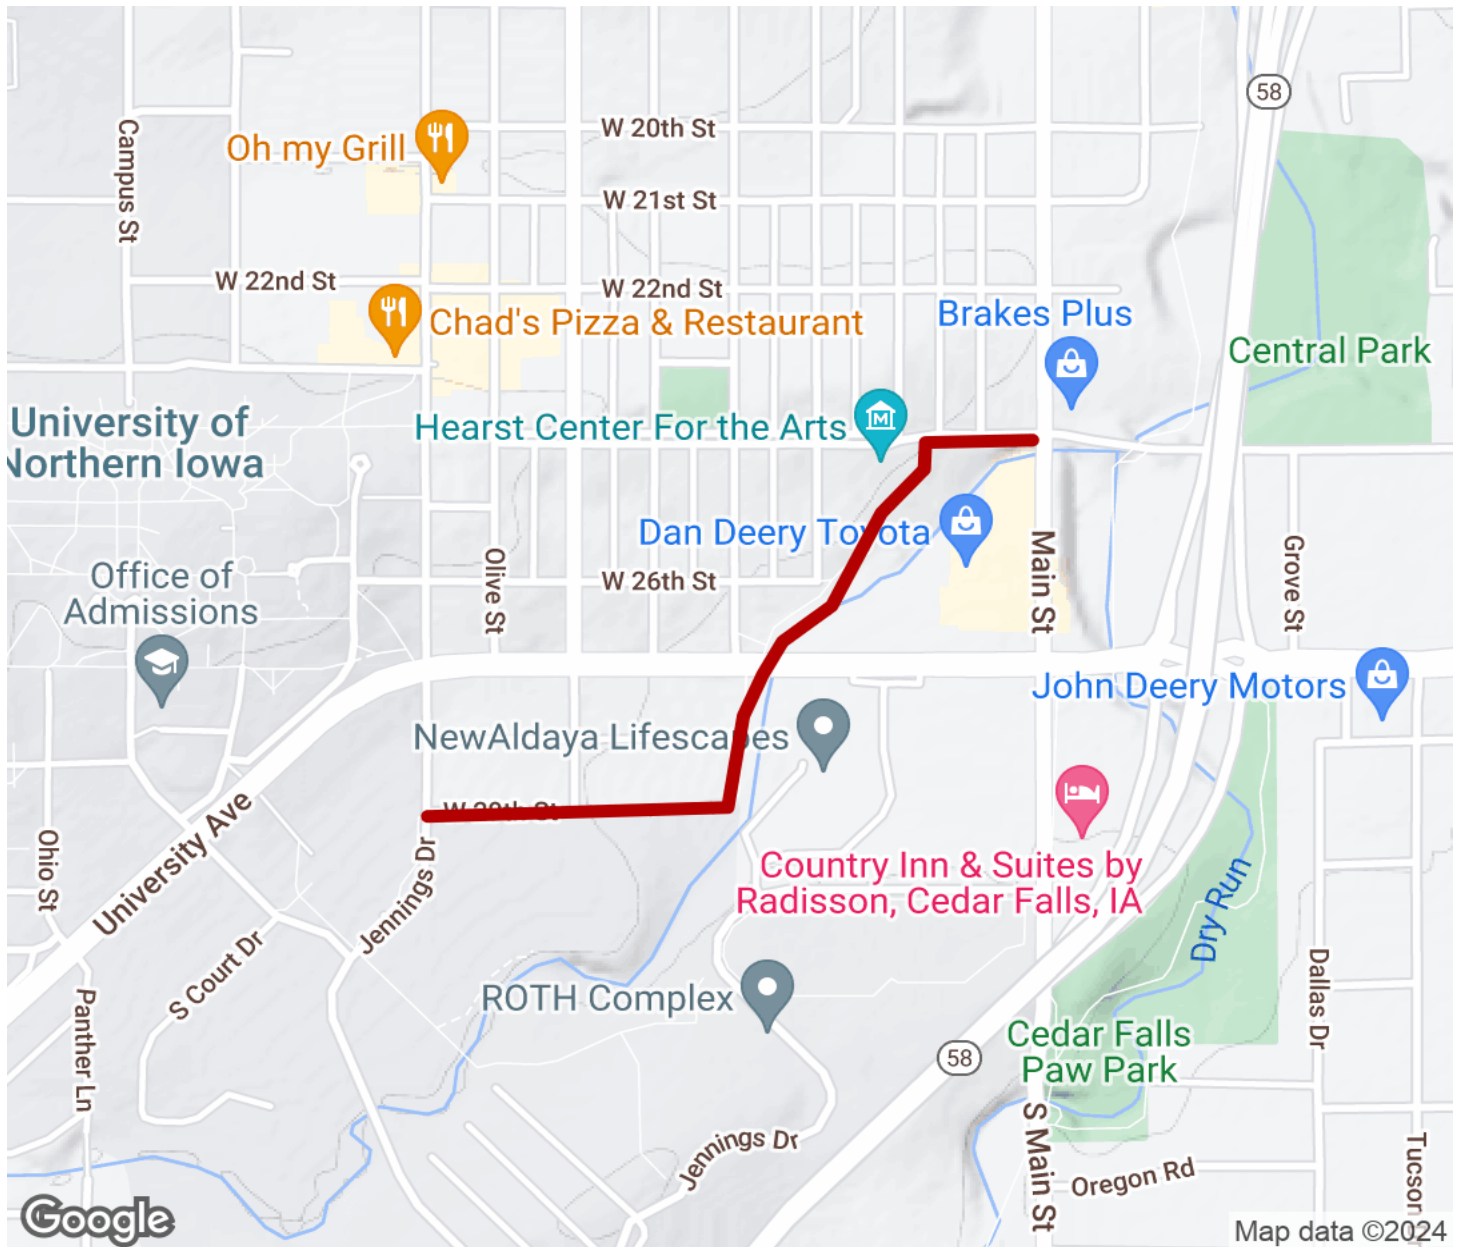 58
Campus St
W 20th St
Oh my Grill
W 21st St
W 22nd St
W 22nd St
Chad's Pizza & Restaurant
Brakes Plus
Central Park
University of
Northern Iowa
Hearst Center For the Arts
Dan Deery Toyota
Main St
Grove St
Olive St
W 26th St
Office of
Admissions
John Deery Motors
NewAldaya Lifescapes
University Ave
Ohio St
Jennings Dr
Country Inn & Suites by
Radisson, Cedar Falls, IA
Dry Run
S Court Dr
Panther Ln
ROTH Complex
Dallas Dr
Cedar Falls
Paw Park
58
Jennings Dr
S Main St
Oregon Rd
Tucson
Google
Map data ©2024